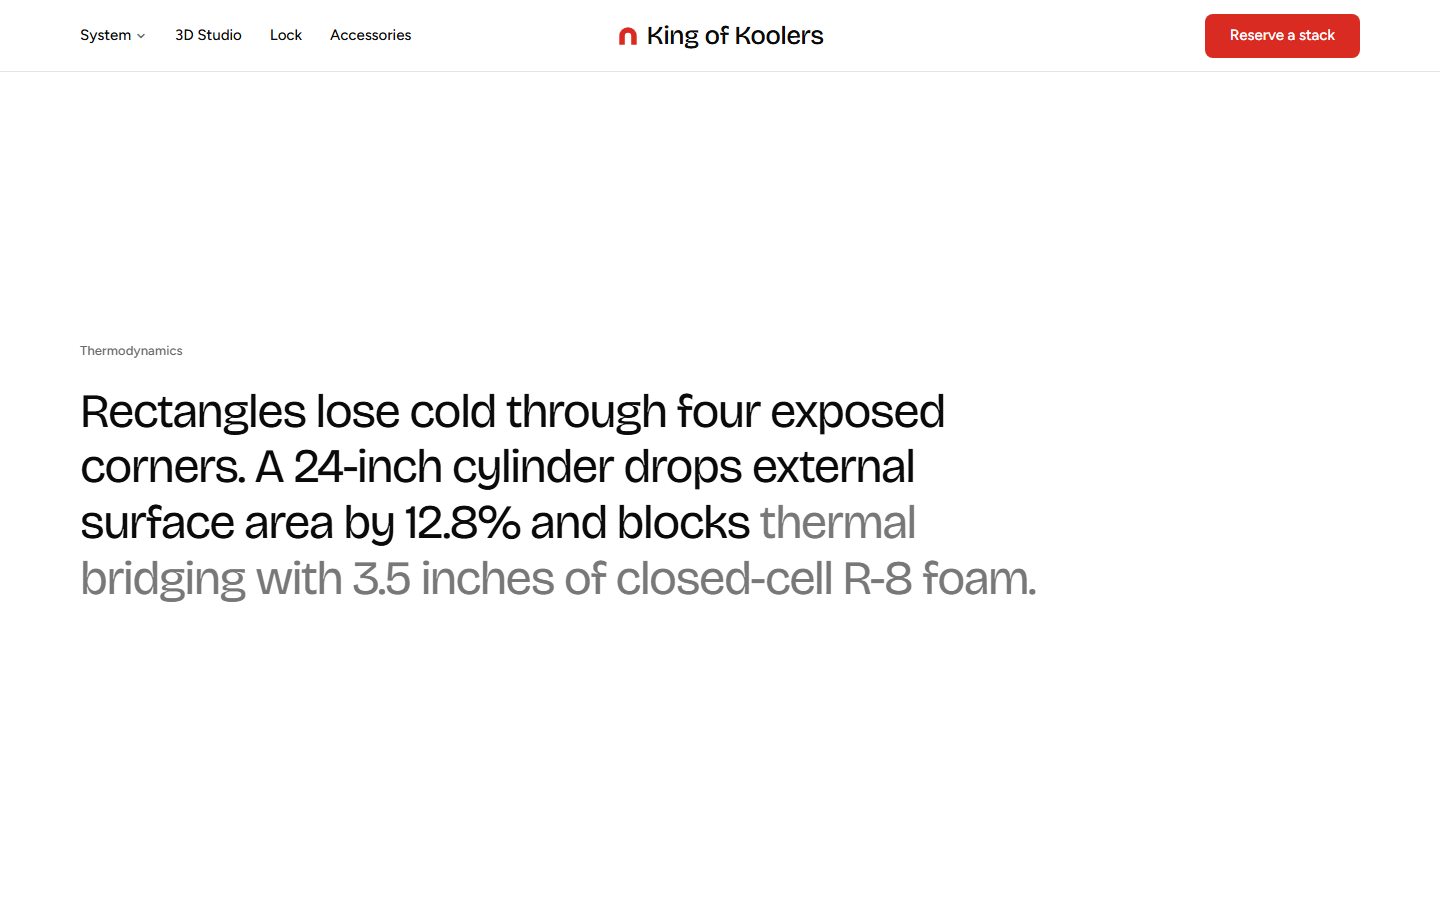 System
3D Studio
Lock
Accessories
King of Koolers
Reserve a stack
Thermodynamics
Rectangles lose cold through four exposed
corners. A 24-inch cylinder drops external
surface area by 12.8% and blocks thermal
bridging with 3.5 inches of closed-cell R-8 foam.